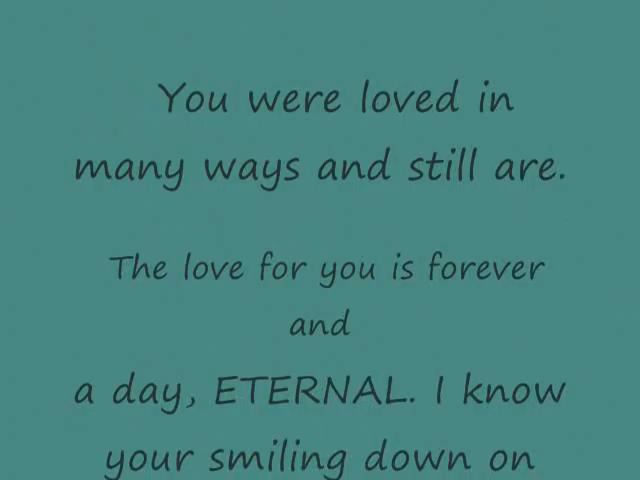 You were loved in
many ways and still are.
The love for you is forever
and
a day, ETERNAL. I know
your smiling down on